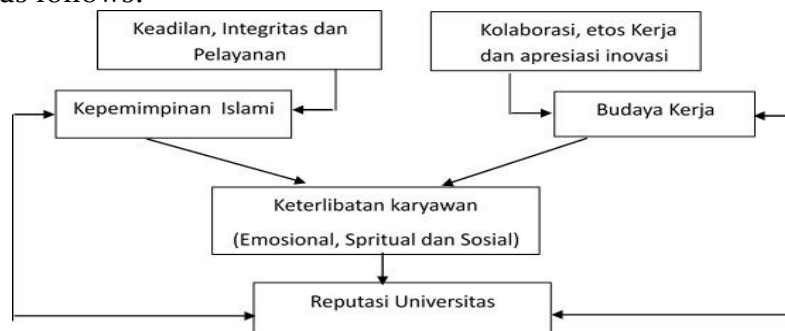 as follows:
Keadilan, Integritas dan
Pelayanan
Kolaborasi, etos Kerja
dan apresiasi inovasi
Kepemimpinan Islami
Budaya Kerja
Keterlibatan karyawan
(Emosional, Spritual dan Sosial)
Reputasi Universitas